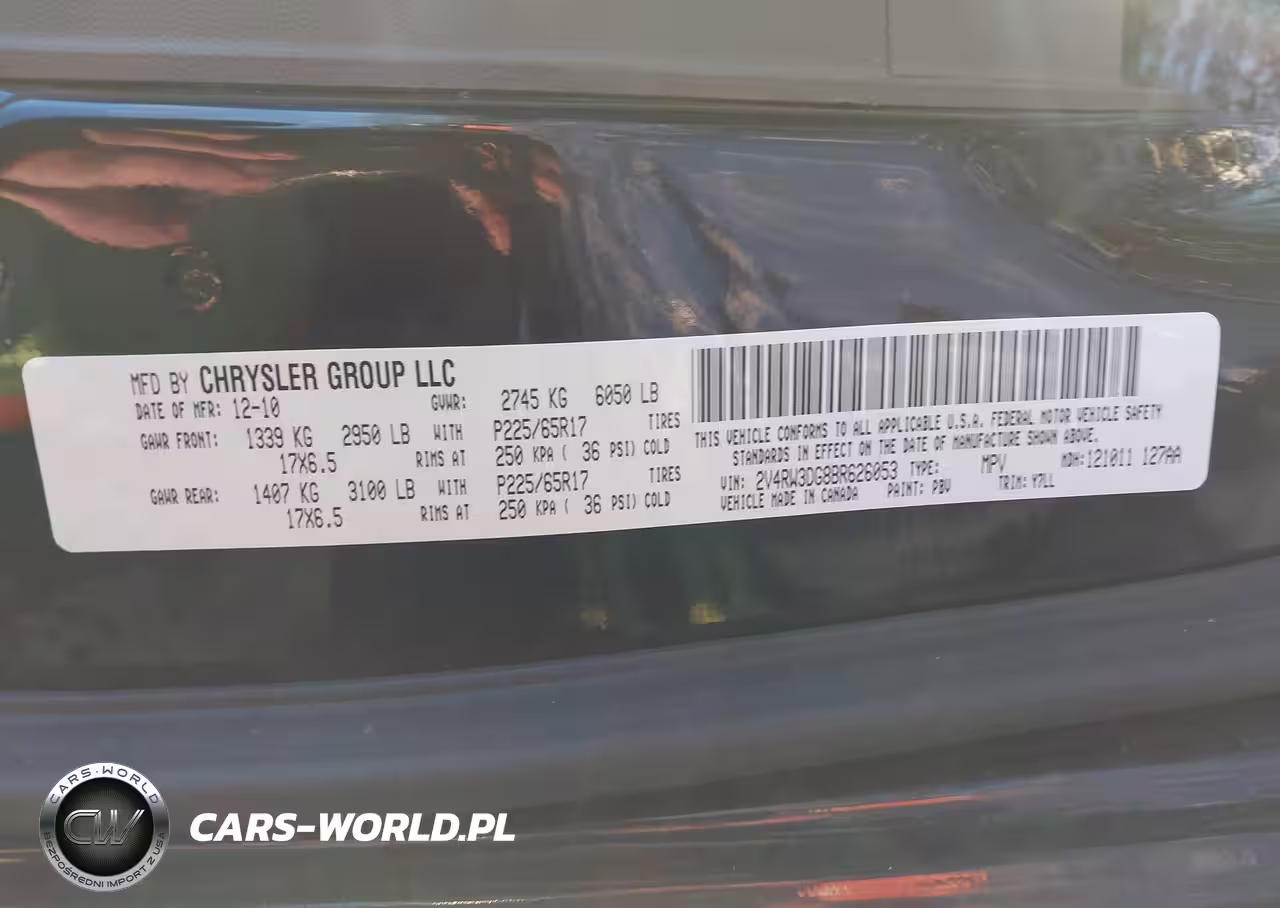 MFD BY CHRYSLER GROUP LLC
DATE OF MFR: 12-10 GVWR: 2745 KG 6050 LB
GAWR FRONT: 1339 KG 2950 LB WITH P225/65R17 TIRES
17X6.5 RIMS AT 250 KPA ( 36 PSI) COLD
GAWR REAR: 1407 KG 3100 LB WITH P225/65R17 TIRES
17X6.5 RIMS AT 250 KPA ( 36 PSI) COLD
THIS VEHICLE CONFORMS TO ALL APPLICABLE U.S.A. FEDERAL MOTOR VEHICLE SAFETY
STANDARDS IN EFFECT ON THE DATE OF MANUFACTURE SHOWN ABOVE.
VIN: 2V4RW3DG8BR626053 TYPE: MPV MDH:121011 127AA
VEHICLE MADE IN CANADA PAINT: PBV TRIM: Y7LL
CARS-WORLD
CW
BEZPOŚREDNI IMPORT Z USA
CARS-WORLD.PL